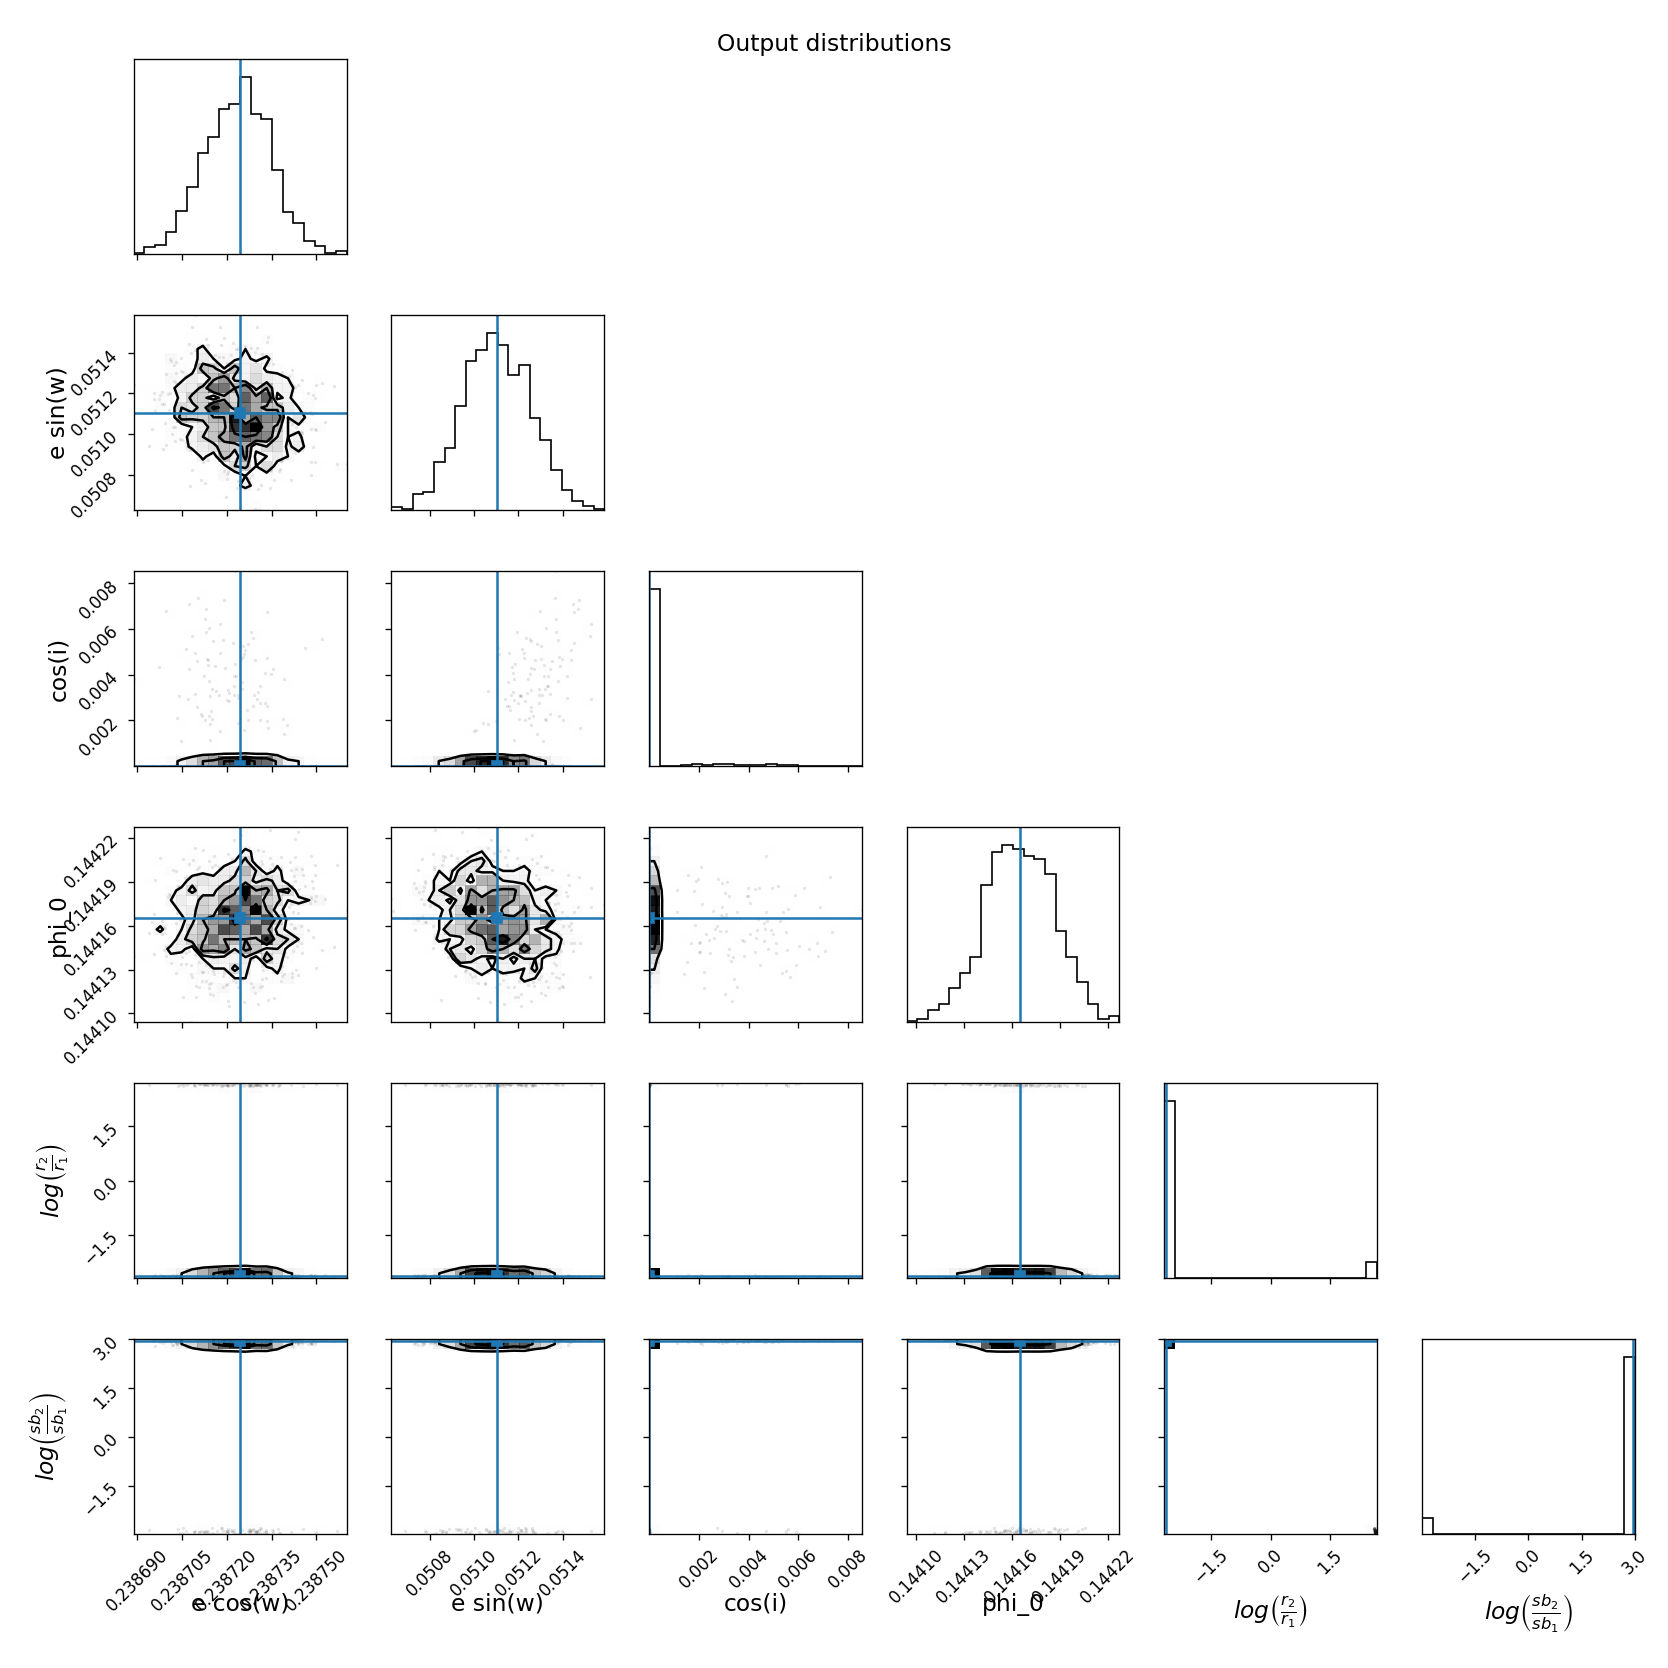 Output distributions
e sin(w)
0.0514
0.0512
0.0510
0.0508
cos(i)
0.008
0.006
0.004
0.002
phi_0
0.14422
0.14419
0.14416
0.14413
0.14410
log(r2/r1)
1.5
0.0
−1.5
log(sb2/sb1)
3.0
1.5
0.0
−1.5
0.238690 0.238705 0.238720 0.238735 0.238750
0.0508 0.0510 0.0512 0.0514
0.002 0.004 0.006 0.008
0.14410 0.14413 0.14416 0.14419 0.14422
−1.5 0.0 1.5
−1.5 0.0 1.5 3.0
e cos(w) e sin(w) cos(i) phi_0 log(r2/r1) log(sb2/sb1)